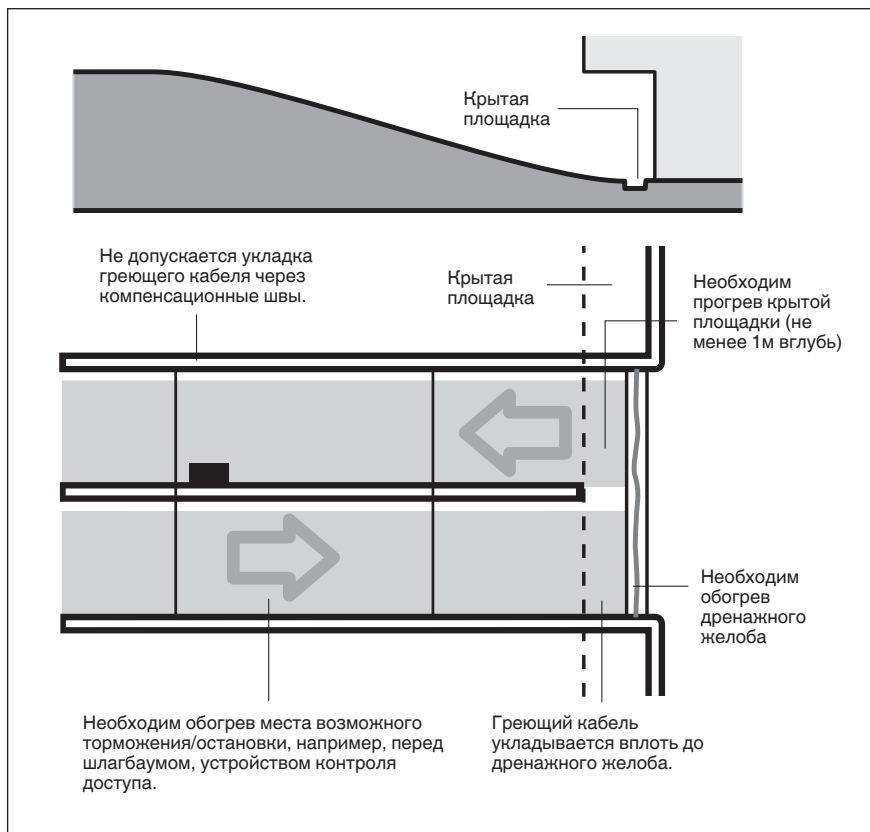 Крытая
площадка
Не допускается укладка
греющего кабеля через
компенсационные швы.
Крытая
площадка
Необходим
прогрев крытой
площадки (не
менее 1м вглубь)
Необходим
обогрев
дренажного
желоба
Необходим обогрев места возможного
торможения/остановки, например, перед
шлагбаумом, устройством контроля
доступа.
Греющий кабель
укладывается вплоть до
дренажного желоба.